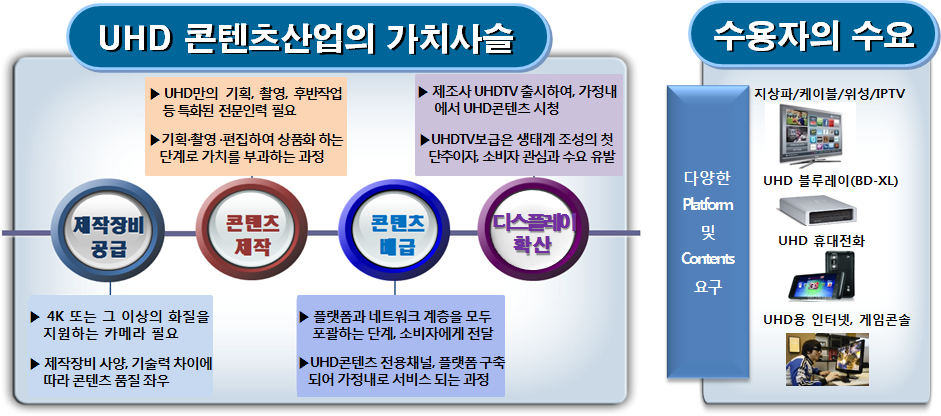 UHD 콘텐츠산업의 가치사슬
▶ UHD만의 기획, 촬영, 후반작업
등 특화된 전문인력 필요
▶기획·촬영·편집하여 상품화 하는
단계로 가치를 부과하는 과정
▶ 제조사 UHDTV 출시하여, 가정내
에서 UHD콘텐츠 시청
▶UHDTV보급은 생태계 조성의 첫
단추이자, 소비자 관심과 수요 유발
제작장비
공급
콘텐츠
제작
콘텐츠
배급
디스플레이
확산
▶ 4K 또는 그 이상의 화질을
지원하는 카메라 필요
▶ 제작장비 사양, 기술력 차이에
따라 콘텐츠 품질 좌우
▶ 플랫폼과 네트워크 계층을 모두
포괄하는 단계, 소비자에게 전달
▶UHD콘텐츠 전용채널, 플랫폼 구축
되어 가정내로 서비스 되는 과정
수용자의 수요
다양한
Platform
및
Contents
요구
지상파/케이블/위성/IPTV
UHD 블루레이(BD-XL)
UHD 휴대전화
UHD용 인터넷, 게임콘솔